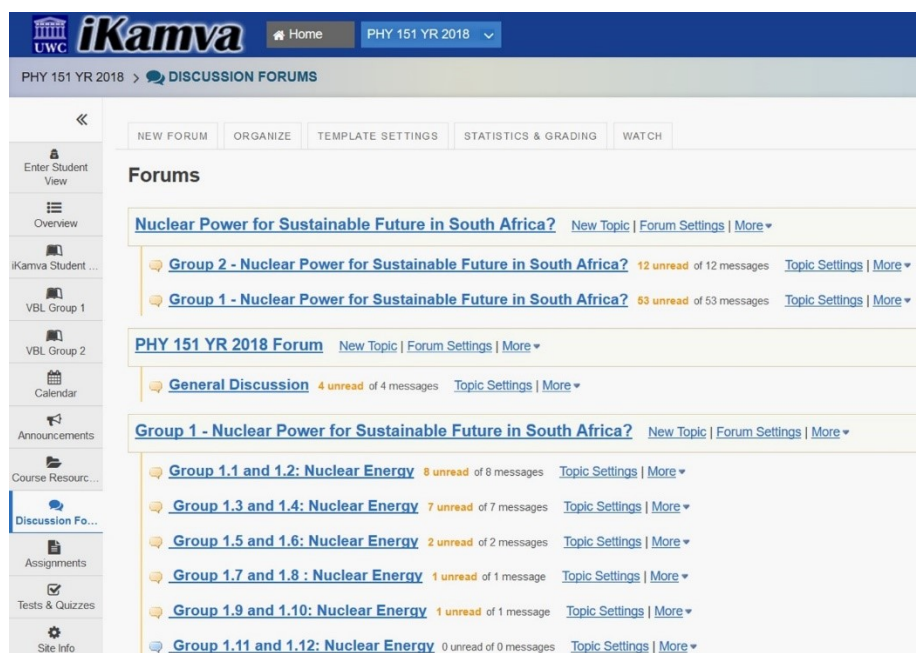 UWC iKamva Home PHY 151 YR 2018
PHY 151 YR 2018 > DISCUSSION FORUMS
«
NEW FORUM ORGANIZE TEMPLATE SETTINGS STATISTICS & GRADING WATCH
Enter Student View
Overview
iKamva Student ...
VBL Group 1
VBL Group 2
Calendar
Announcements
Course Resourc...
Discussion Fo...
Assignments
Tests & Quizzes
Site Info
Forums
Nuclear Power for Sustainable Future in South Africa? New Topic | Forum Settings | More
Group 2 - Nuclear Power for Sustainable Future in South Africa? 12 unread of 12 messages Topic Settings | More
Group 1 - Nuclear Power for Sustainable Future in South Africa? 53 unread of 53 messages Topic Settings | More
PHY 151 YR 2018 Forum New Topic | Forum Settings | More
General Discussion 4 unread of 4 messages Topic Settings | More
Group 1 - Nuclear Power for Sustainable Future in South Africa? New Topic | Forum Settings | More
Group 1.1 and 1.2: Nuclear Energy 8 unread of 8 messages Topic Settings | More
Group 1.3 and 1.4: Nuclear Energy 7 unread of 7 messages Topic Settings | More
Group 1.5 and 1.6: Nuclear Energy 2 unread of 2 messages Topic Settings | More
Group 1.7 and 1.8 : Nuclear Energy 1 unread of 1 message Topic Settings | More
Group 1.9 and 1.10: Nuclear Energy 1 unread of 1 message Topic Settings | More
Group 1.11 and 1.12: Nuclear Energy 0 unread of 0 messages Topic Settings | More